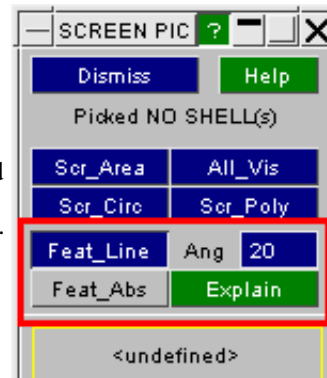 SCREEN PIC ?
Dismiss Help
Picked NO SHELL(s)
Scr_Area All_Vis
Scr_Circ Scr_Poly
Feat_Line Ang 20
Feat_Abs Explain
<undefined>